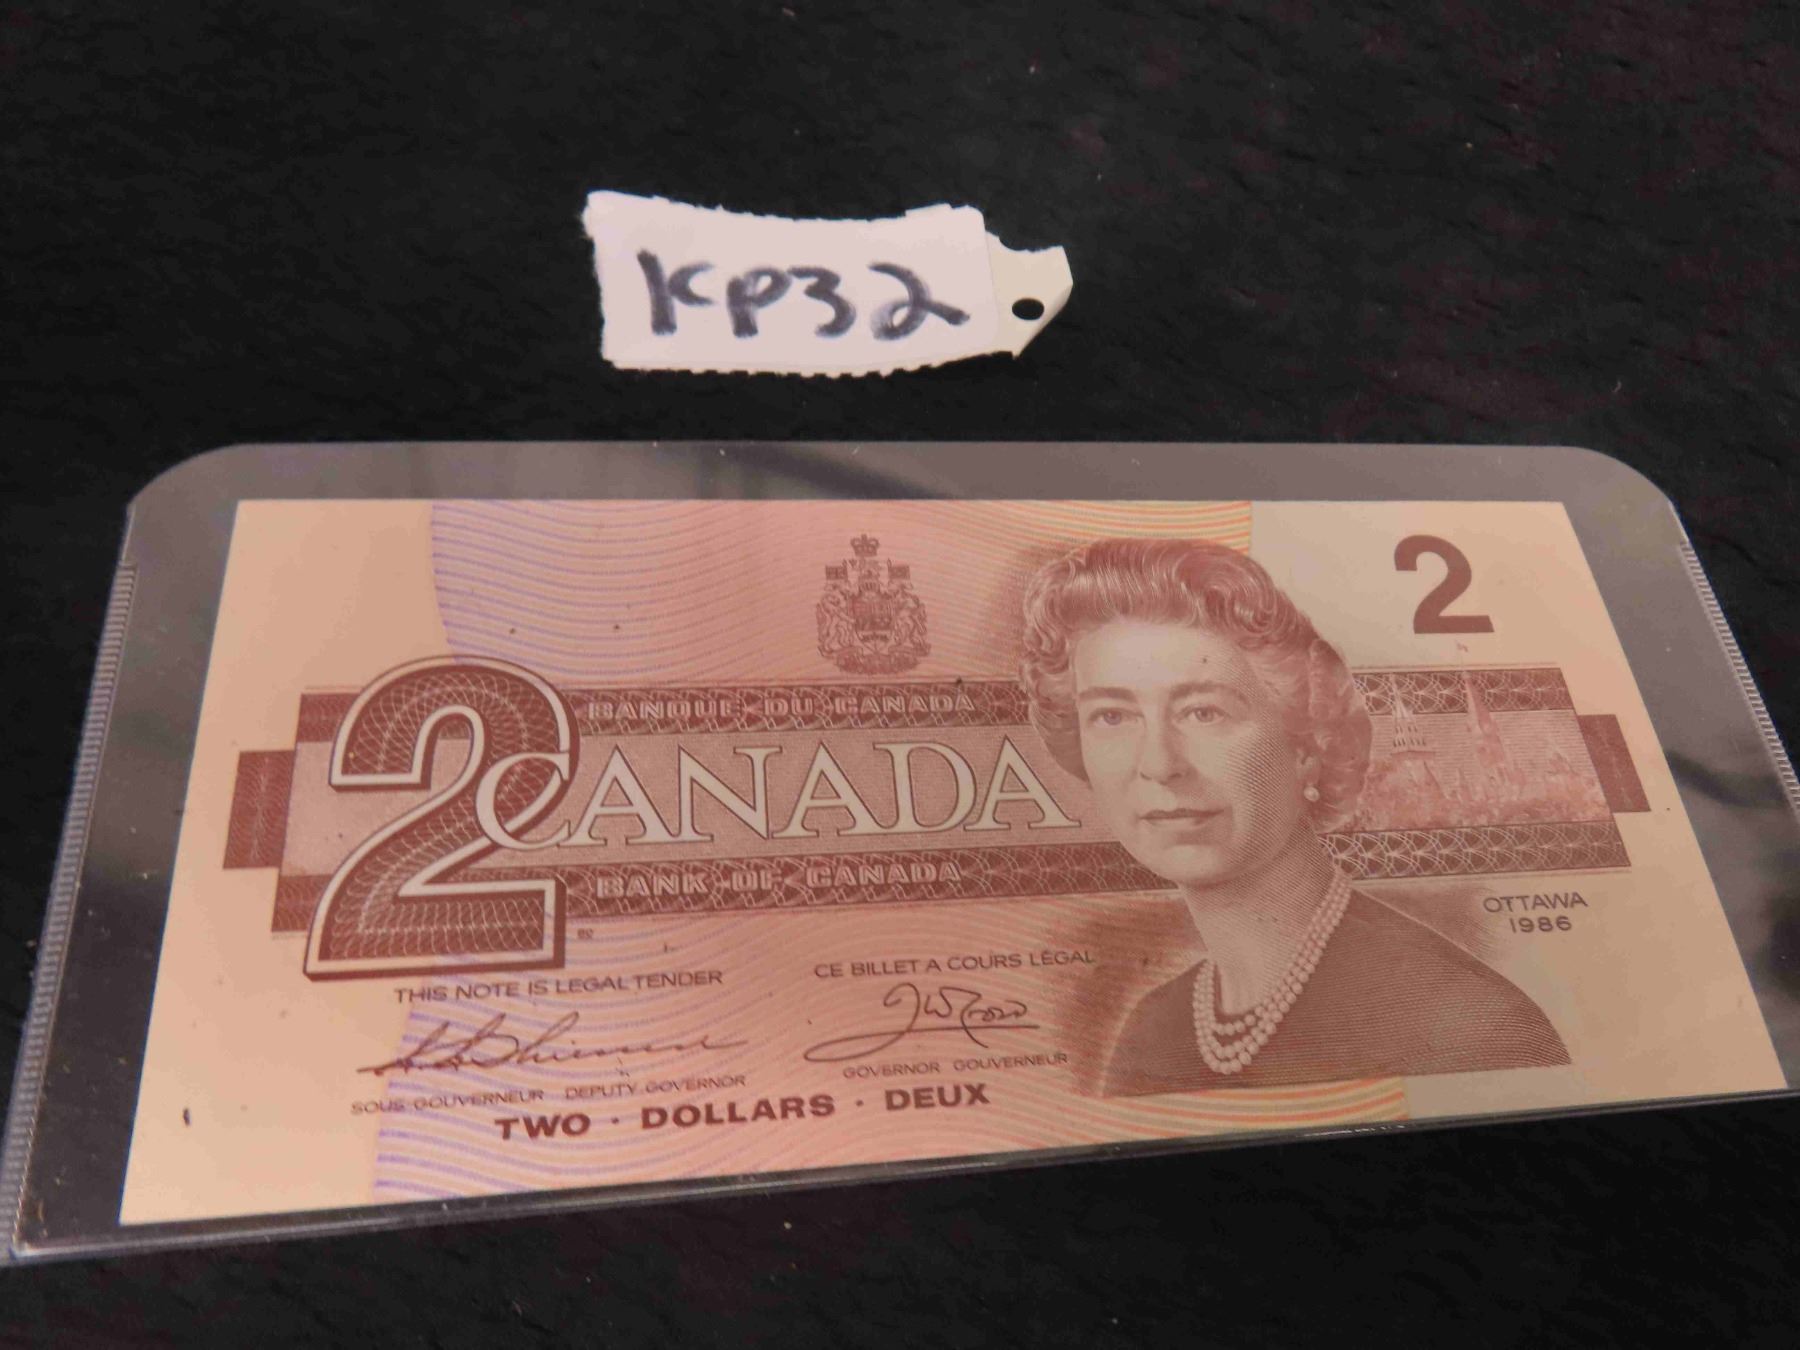 KP32
2
BANQUE DU CANADA
2 CANADA
BANK OF CANADA
OTTAWA
1986
THIS NOTE IS LEGAL TENDER
CE BILLET A COURS LÉGAL
SOUS-GOUVERNEUR DEPUTY GOVERNOR
GOVERNOR GOUVERNEUR
TWO · DOLLARS · DEUX